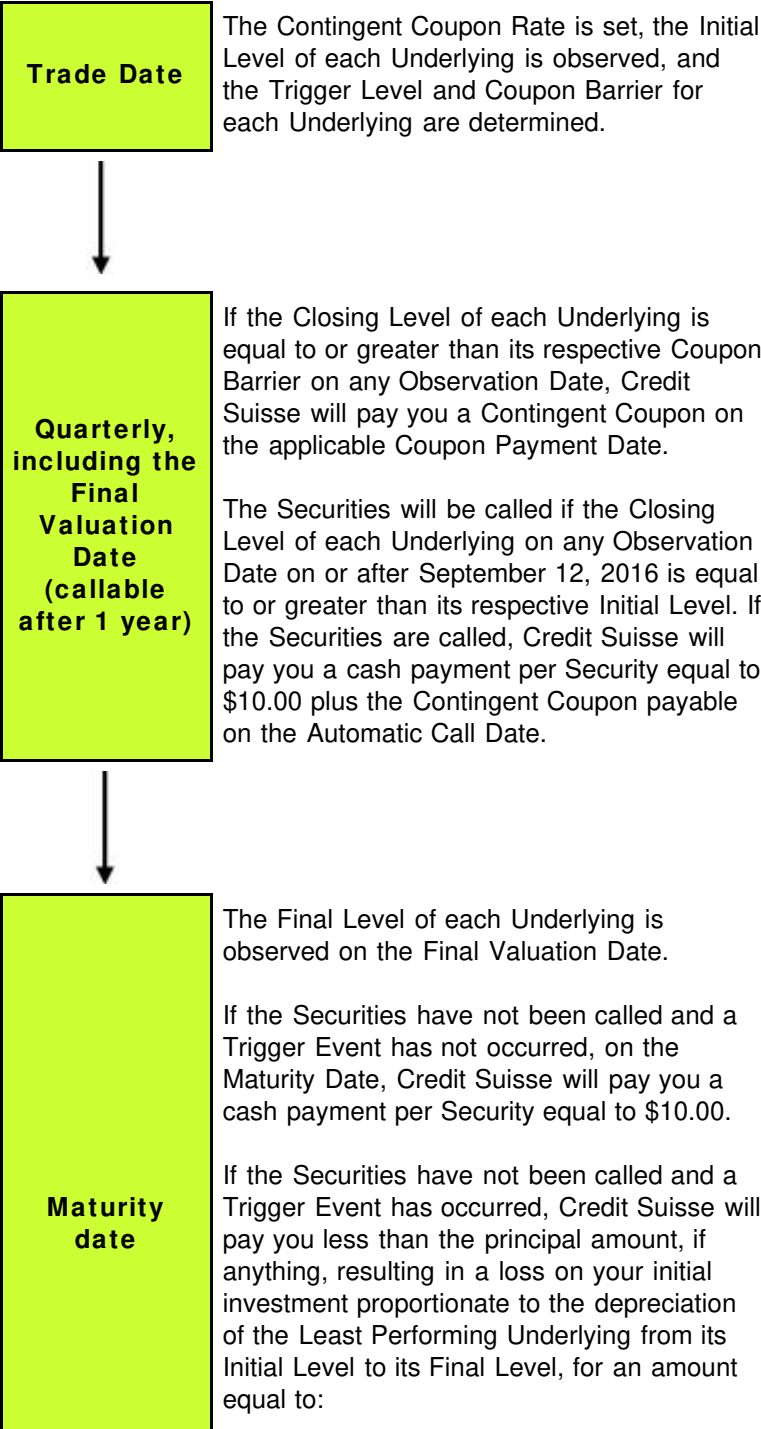 Trade Date
The Contingent Coupon Rate is set, the Initial
Level of each Underlying is observed, and
the Trigger Level and Coupon Barrier for
each Underlying are determined.
Quarterly,
including the
Final
Valuation
Date
(callable
after 1 year)
If the Closing Level of each Underlying is
equal to or greater than its respective Coupon
Barrier on any Observation Date, Credit
Suisse will pay you a Contingent Coupon on
the applicable Coupon Payment Date.
The Securities will be called if the Closing
Level of each Underlying on any Observation
Date on or after September 12, 2016 is equal
to or greater than its respective Initial Level. If
the Securities are called, Credit Suisse will
pay you a cash payment per Security equal to
$10.00 plus the Contingent Coupon payable
on the Automatic Call Date.
Maturity
date
The Final Level of each Underlying is
observed on the Final Valuation Date.
If the Securities have not been called and a
Trigger Event has not occurred, on the
Maturity Date, Credit Suisse will pay you a
cash payment per Security equal to $10.00.
If the Securities have not been called and a
Trigger Event has occurred, Credit Suisse will
pay you less than the principal amount, if
anything, resulting in a loss on your initial
investment proportionate to the depreciation
of the Least Performing Underlying from its
Initial Level to its Final Level, for an amount
equal to: